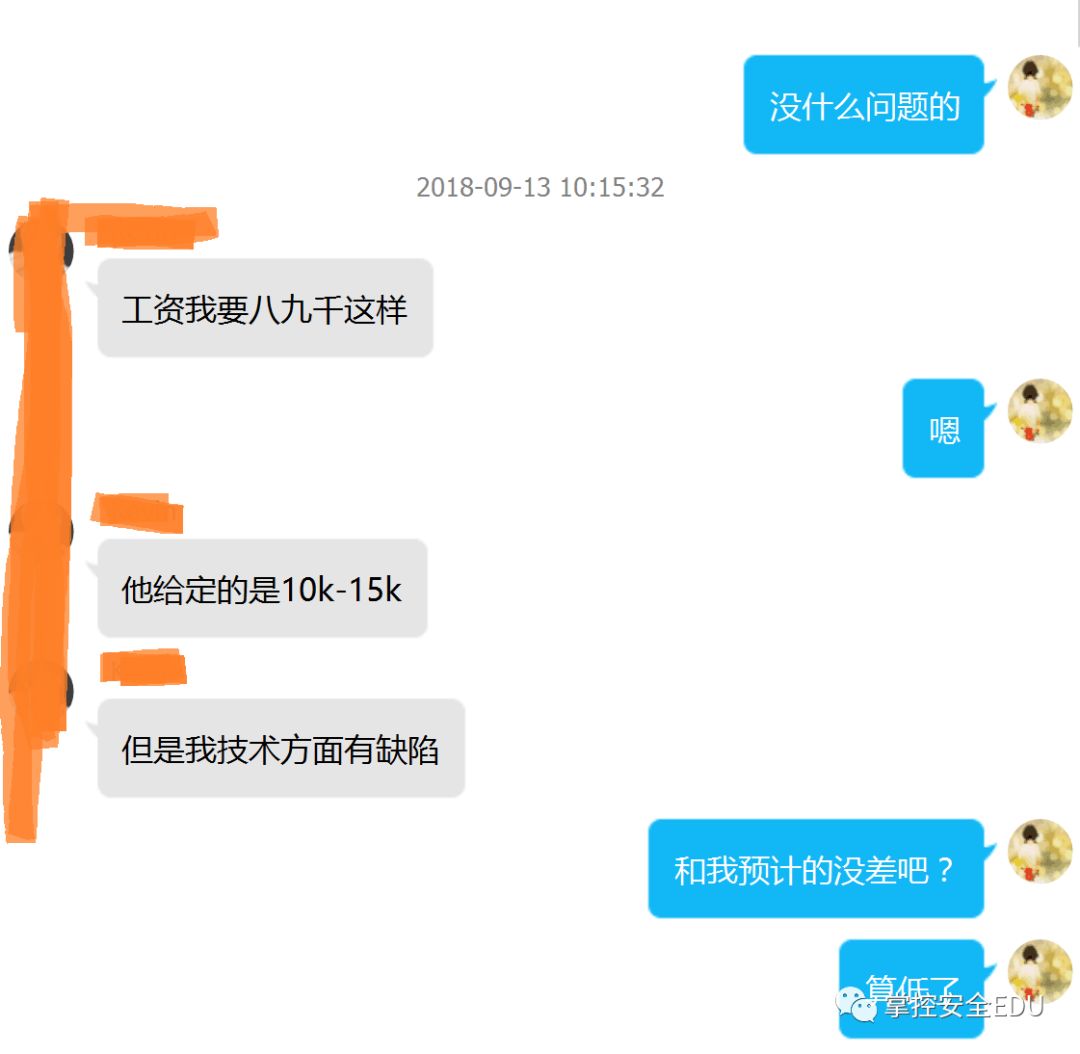 没什么问题的
2018-09-13 10:15:32
工资我要八九千这样
嗯
他给定的是10k-15k
但是我技术方面有缺陷
和我预计的没差吧？
算低了
掌控安全EDU